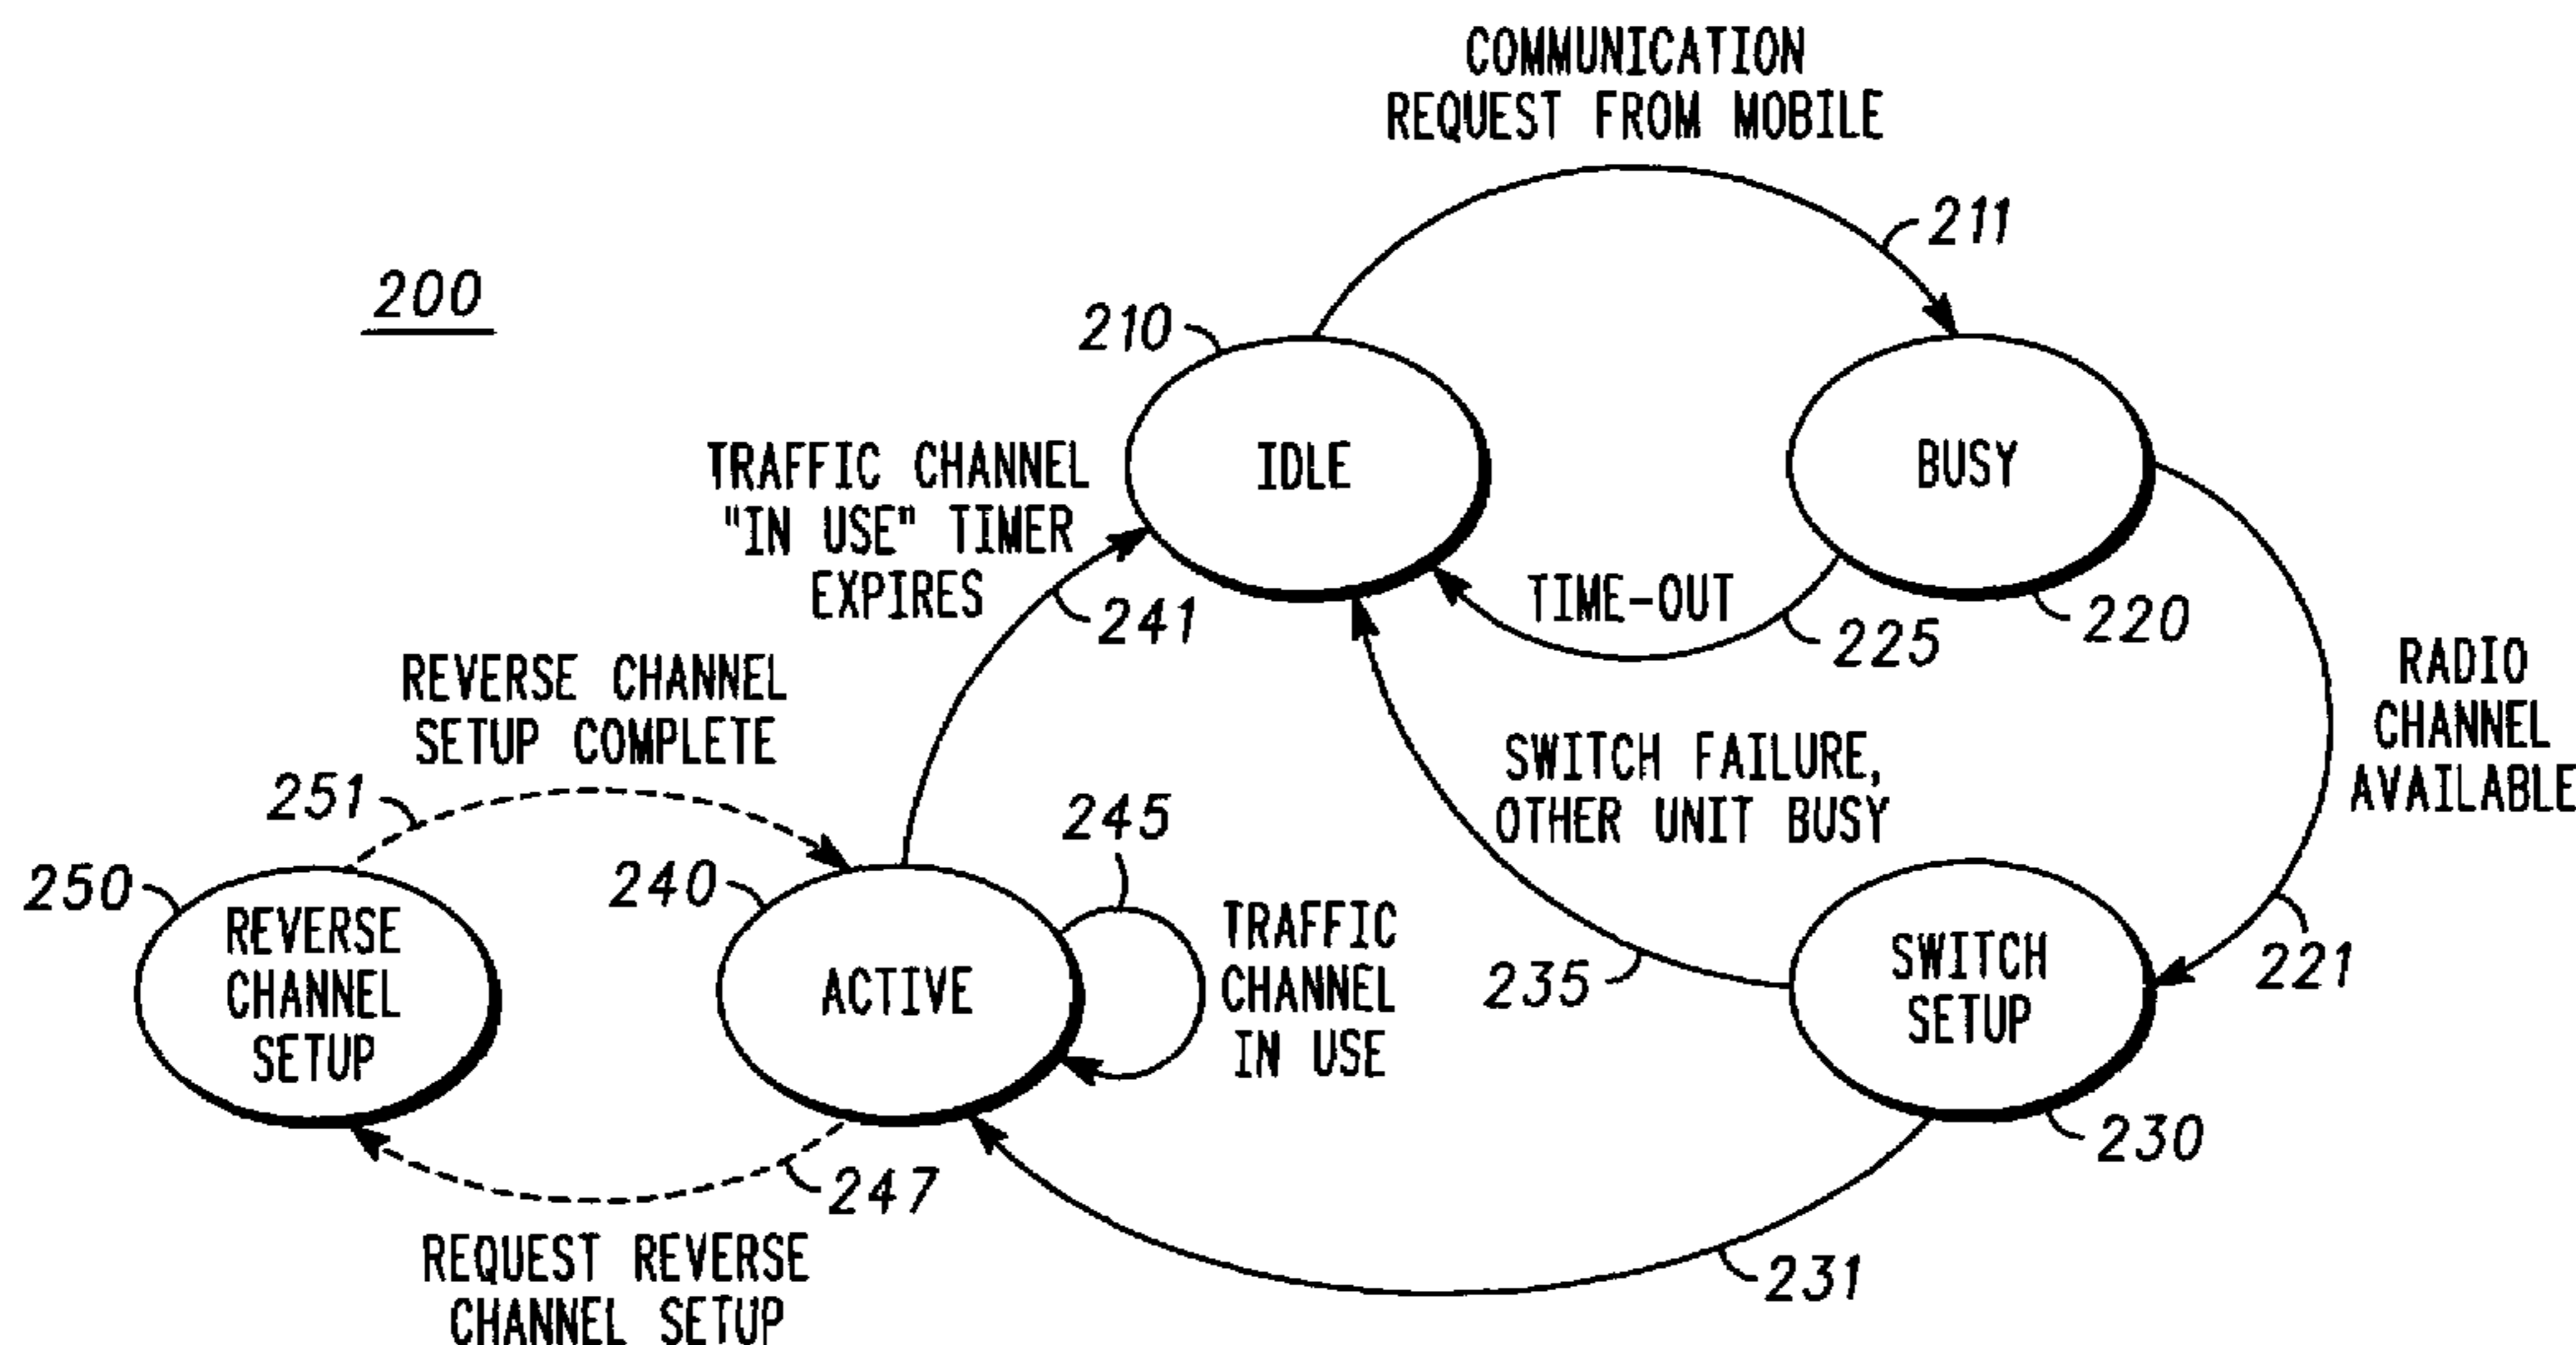 COMMUNICATION
REQUEST FROM MOBILE
211
200
210
IDLE
BUSY
TRAFFIC CHANNEL
"IN USE" TIMER
EXPIRES
241
TIME-OUT
225
220
RADIO
CHANNEL
AVAILABLE
REVERSE CHANNEL
SETUP COMPLETE
251
SWITCH FAILURE,
OTHER UNIT BUSY
245
250
REVERSE
CHANNEL
SETUP
240
ACTIVE
TRAFFIC
CHANNEL
IN USE
235
SWITCH
SETUP
221
230
247
REQUEST REVERSE
CHANNEL SETUP
231